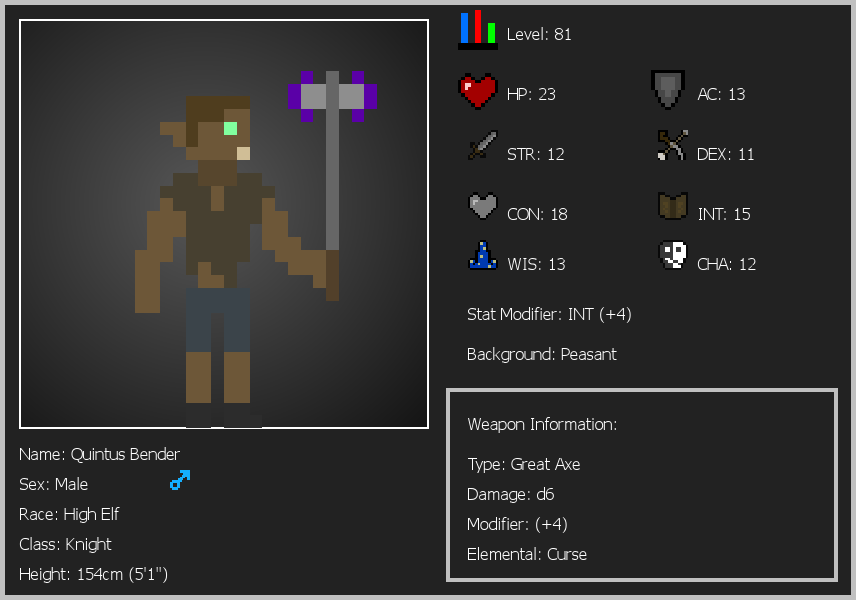 Level: 81
HP: 23
AC: 13
STR: 12
DEX: 11
CON: 18
INT: 15
WIS: 13
CHA: 12
Stat Modifier: INT (+4)
Background: Peasant
Weapon Information:
Type: Great Axe
Damage: d6
Modifier: (+4)
Elemental: Curse
Name: Quintus Bender
Sex: Male
Race: High Elf
Class: Knight
Height: 154cm (5'1")